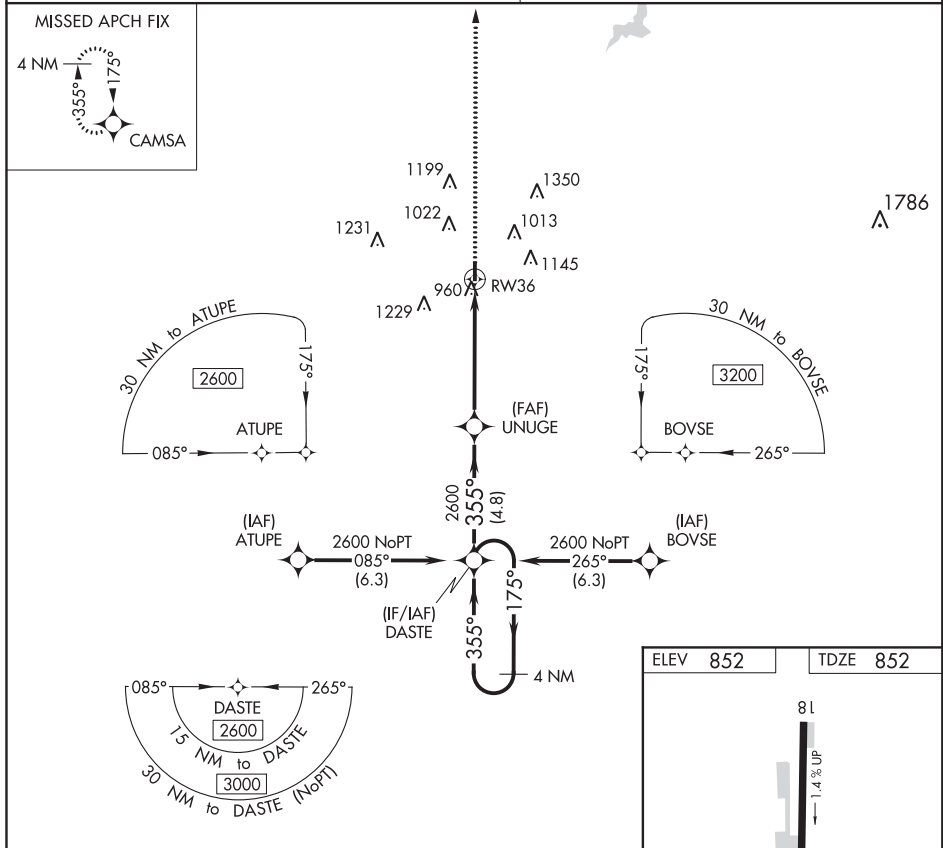 MISSED APCH FIX
4 NM
355°
175°
CAMSA
1199
1350
1022
1013
1231
1145
1786
960
RW36
1229
30 NM to ATUPE
175°
2600
ATUPE
085°
30 NM to BOVSE
175°
3200
BOVSE
265°
(FAF)
UNUGE
2600
355°
(4.8)
(IAF)
ATUPE
2600 NoPT
085°
(6.3)
(IAF)
BOVSE
2600 NoPT
265°
(6.3)
(IF/IAF)
DASTE
355°
175°
4 NM
085°
265°
DASTE
2600
15 NM to DASTE
3000
30 NM to DASTE (NoPT)
ELEV 852
TDZE 852
18
1.4 % UP